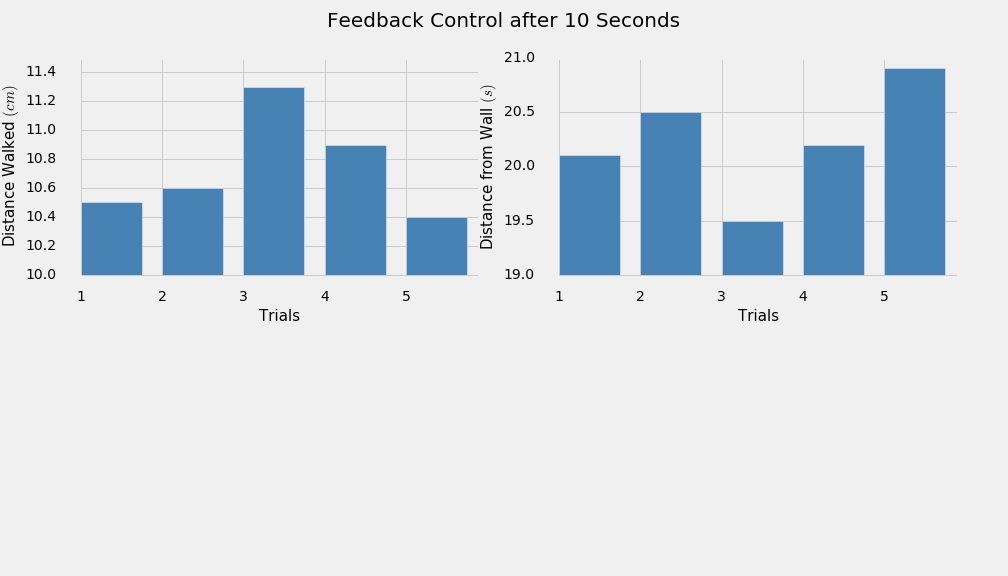 Feedback Control after 10 Seconds
Distance Walked (cm)
11.4
11.2
11.0
10.8
10.6
10.4
10.2
10.0
1 2 3 4 5
Trials
Distance from Wall (s)
21.0
20.5
20.0
19.5
19.0
1 2 3 4 5
Trials